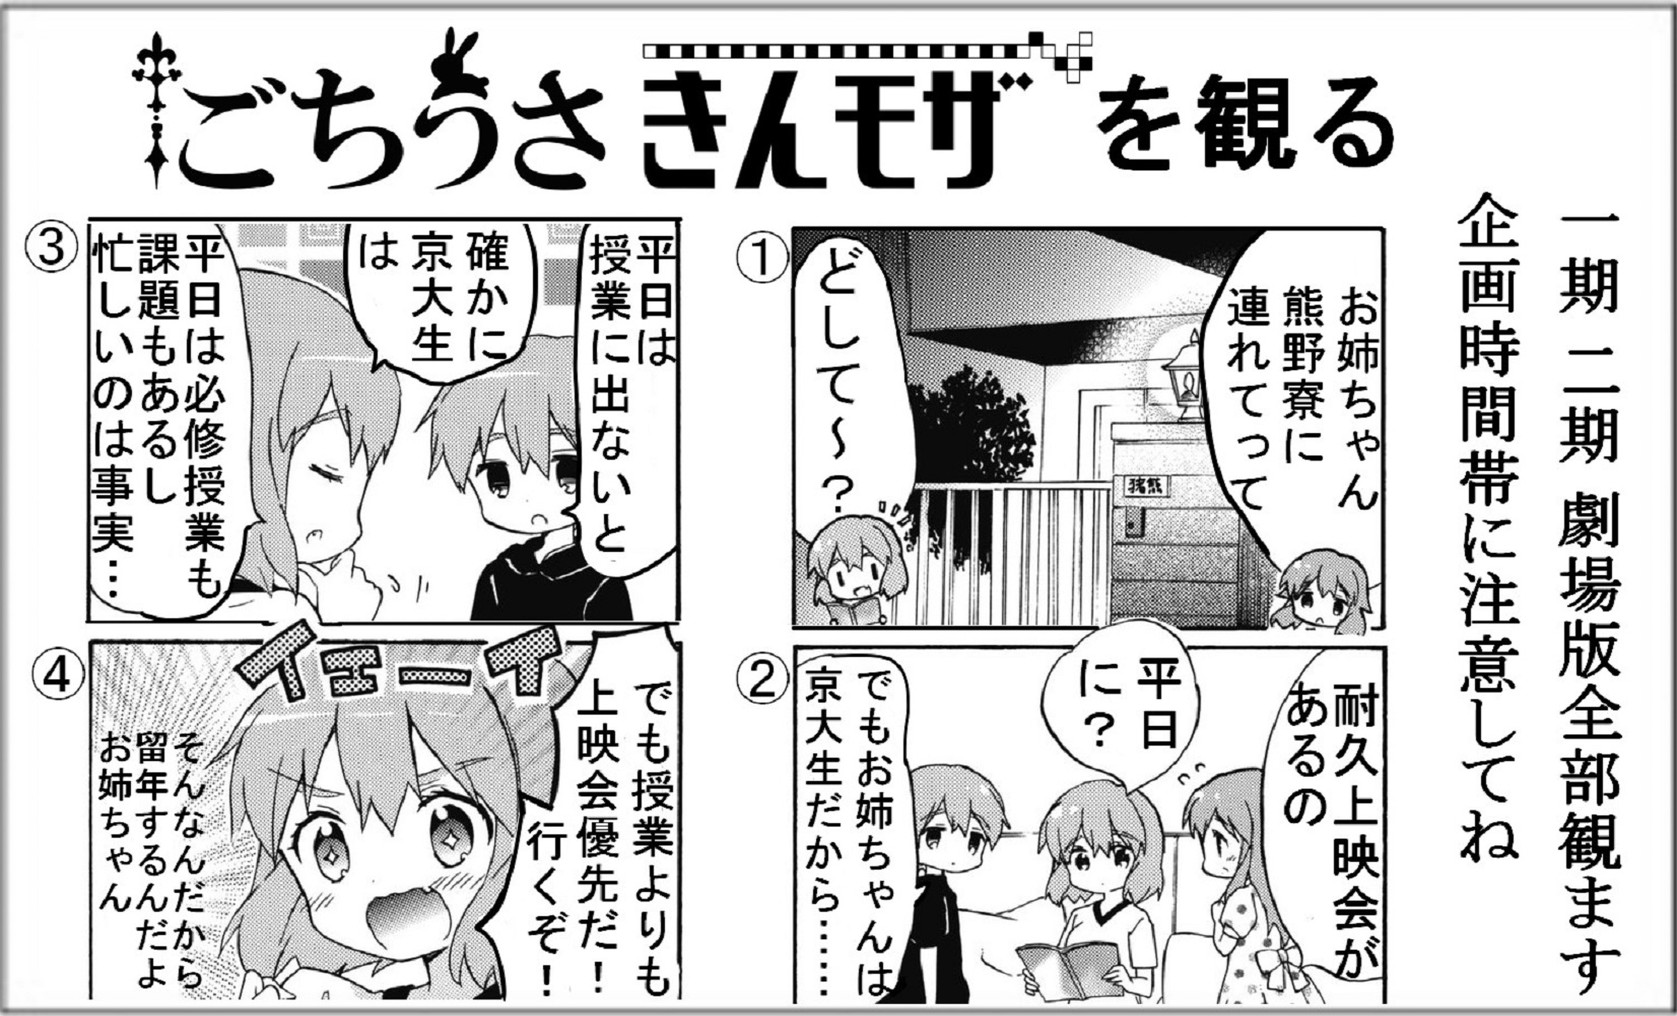 ごちうさ きんモザ を観る
一期 二期 劇場版全部観ます
企画時間帯に注意してね
①
お姉ちゃん
熊野寮に
連れてって
どして～？
猪熊
②
耐久上映会が
あるの
平日
に？
でもお姉ちゃんは
京大生だから……
③
平日は
授業に出ないと
確かに
京大生
は
平日は必修授業も
課題もあるし
忙しいのは事実…
④
でも授業よりも
上映会優先だ！
行くぞ！
イェーイ
そんなんだから
留年するんだよ
お姉ちゃん